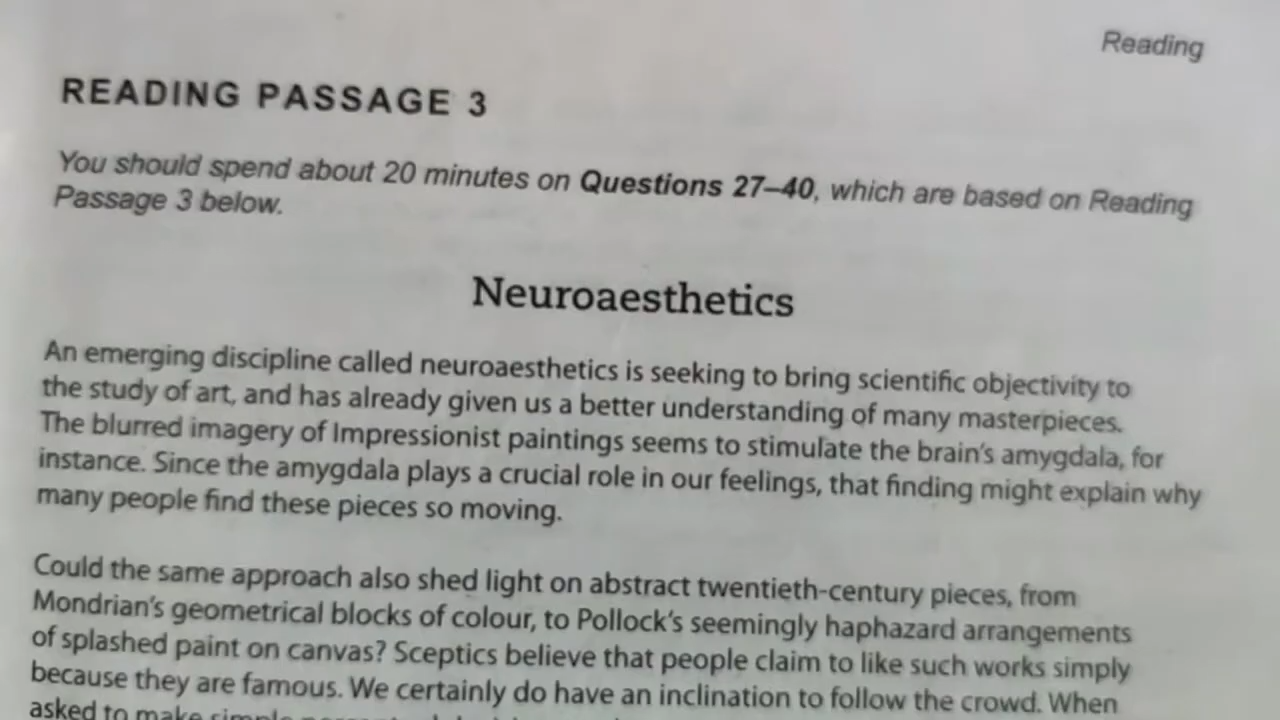 Reading
READING PASSAGE 3
You should spend about 20 minutes on Questions 27–40, which are based on Reading
Passage 3 below.
Neuroaesthetics
An emerging discipline called neuroaesthetics is seeking to bring scientific objectivity to
the study of art, and has already given us a better understanding of many masterpieces.
The blurred imagery of Impressionist paintings seems to stimulate the brain's amygdala, for
instance. Since the amygdala plays a crucial role in our feelings, that finding might explain why
many people find these pieces so moving.
Could the same approach also shed light on abstract twentieth-century pieces, from
Mondrian's geometrical blocks of colour, to Pollock's seemingly haphazard arrangements
of splashed paint on canvas? Sceptics believe that people claim to like such works simply
because they are famous. We certainly do have an inclination to follow the crowd. When
asked to make simple